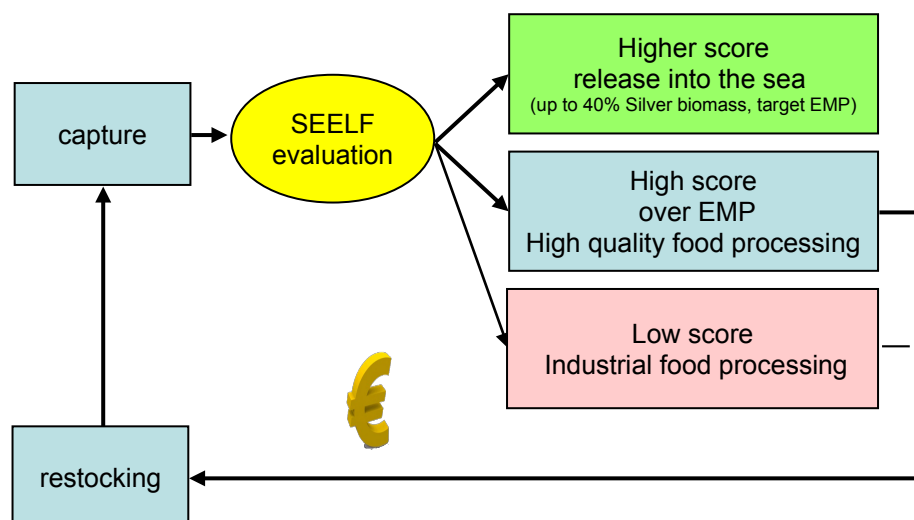 capture
SEELF
evaluation
Higher score
release into the sea
(up to 40% Silver biomass, target EMP)
High score
over EMP
High quality food processing
Low score
Industrial food processing
€
restocking